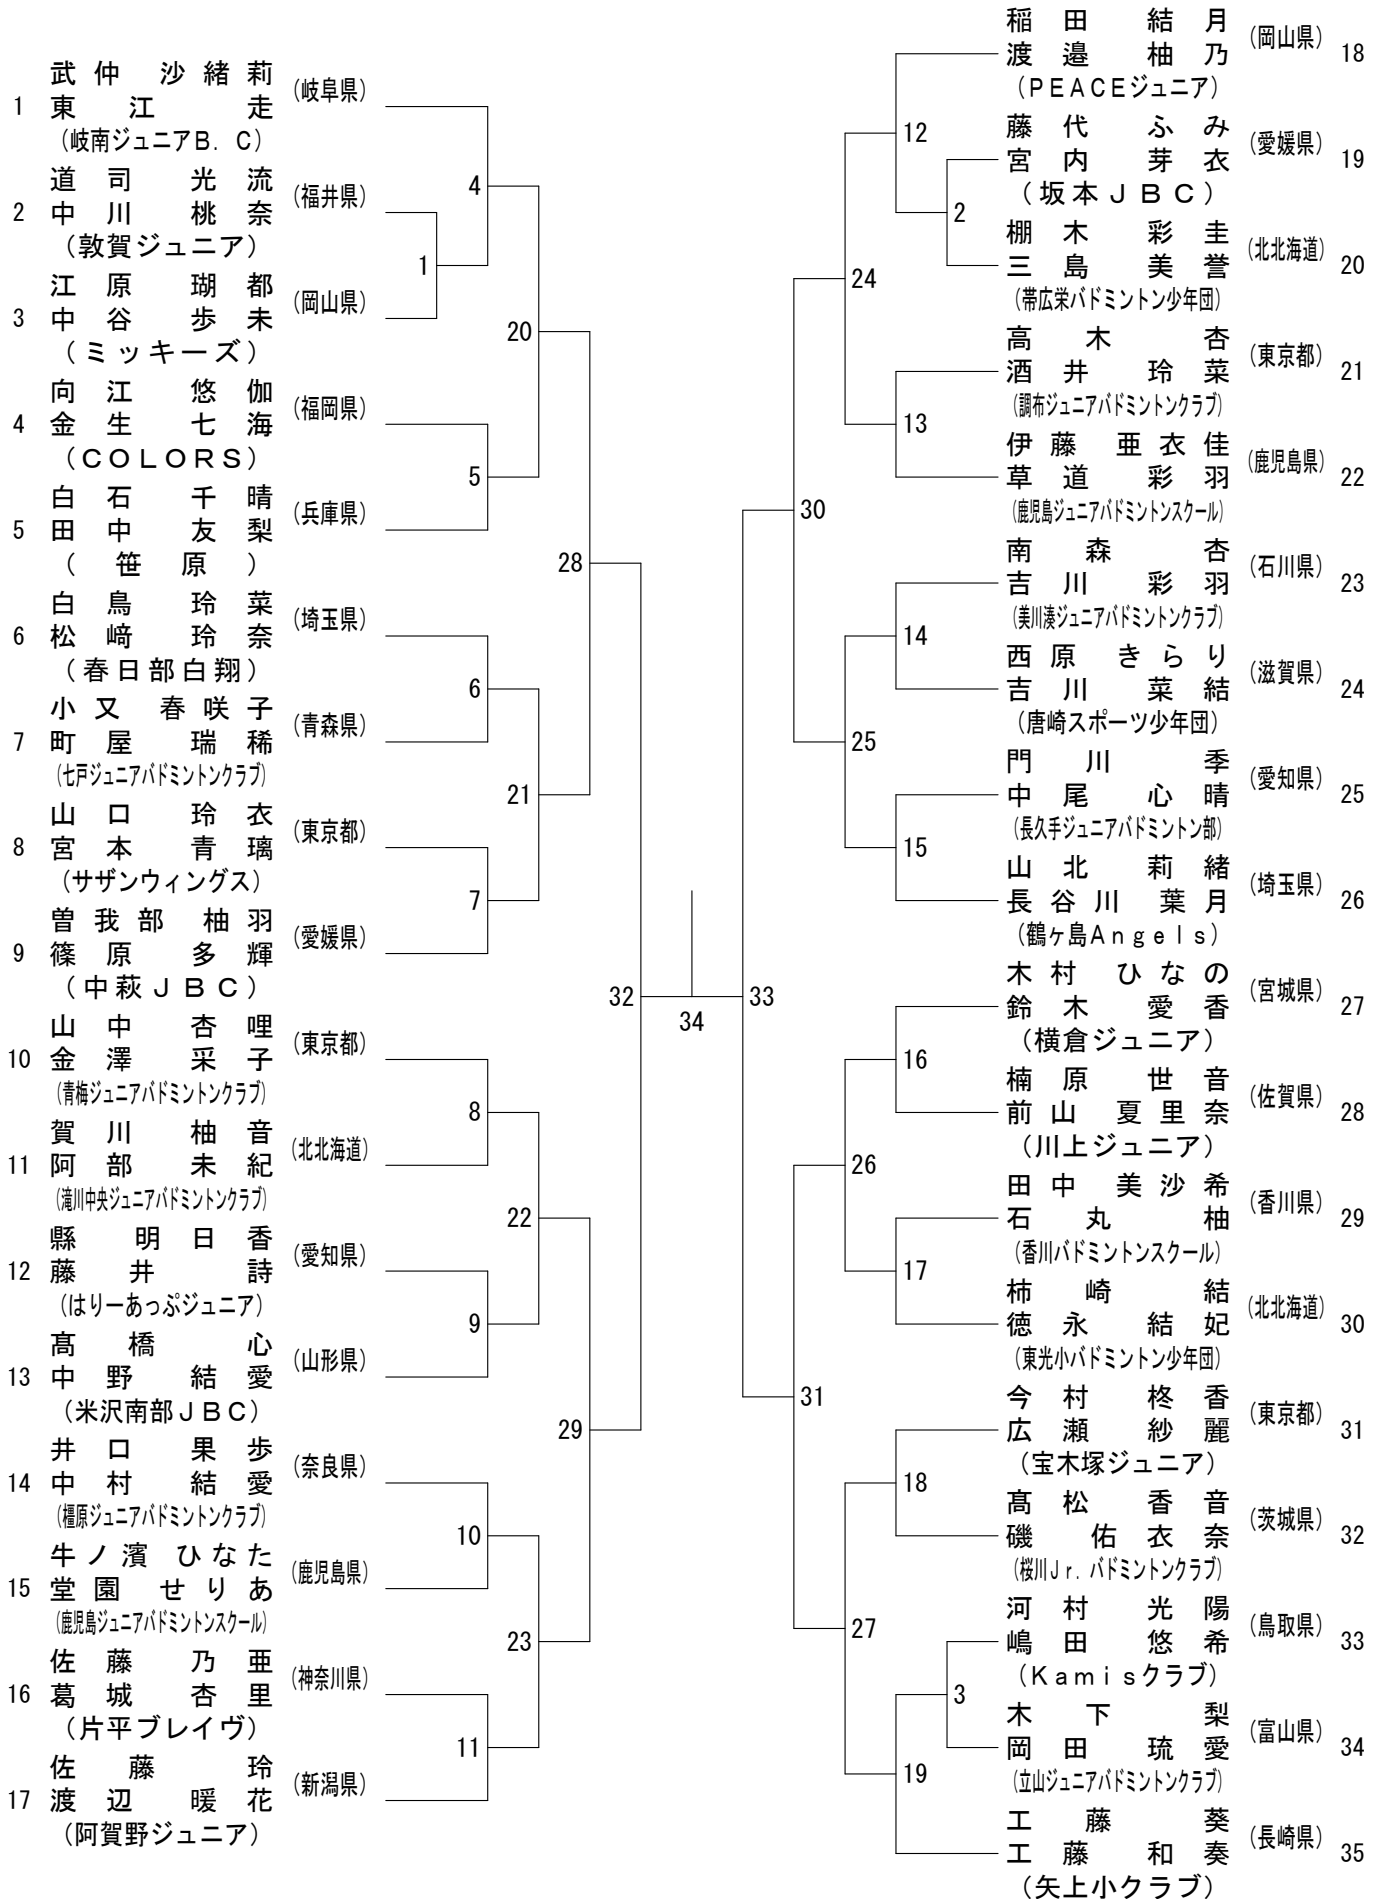 武仲 沙緒莉
1 東江 走 (岐阜県)
(岐南ジュニアB.C)
道司 光流
2 中川 桃奈 (福井県)
(敦賀ジュニア)
江原 瑚都
3 中谷 歩未 (岡山県)
(ミッキーズ)
向江 悠伽
4 金生 七海 (福岡県)
(COLORS)
白石 千晴
5 田中 友梨 (兵庫県)
(笹原)
白鳥 玲菜
6 松﨑 玲奈 (埼玉県)
(春日部白翔)
小又 春咲子
7 町屋 瑞稀 (青森県)
(七戸ジュニアバドミントンクラブ)
山口 玲衣
8 宮本 青璃 (東京都)
(サザンウィングス)
曽我部 柚羽
9 篠原 多輝 (愛媛県)
(中萩JBC)
山中 杏哩
10 金澤 采子 (東京都)
(青梅ジュニアバドミントンクラブ)
賀川 柚音
11 阿部 未紀 (北北海道)
(滝川中央ジュニアバドミントンクラブ)
縣 明日香
12 藤井 詩 (愛知県)
(はりーあっぷジュニア)
髙橋 心
13 中野 結愛 (山形県)
(米沢南部JBC)
井口 果歩
14 中村 結愛 (奈良県)
(橿原ジュニアバドミントンクラブ)
牛ノ濱 ひなた
15 堂園 せりあ (鹿児島県)
(鹿児島ジュニアバドミントンスクール)
佐藤 乃亜
16 葛城 杏里 (神奈川県)
(片平ブレイヴ)
佐藤 玲
17 渡辺 暖花 (新潟県)
(阿賀野ジュニア)
1
4
5
6
7
8
9
10
11
20
21
22
23
28
29
32
34
33
30
31
24
25
26
27
12
13
14
15
16
17
18
19
2
3
稲田 結月
渡邉 柚乃 (岡山県) 18
(PEACEジュニア)
藤代 ふみ
宮内 芽衣 (愛媛県) 19
(坂本JBC)
棚木 彩圭
三島 美誉 (北北海道) 20
(帯広栄バドミントン少年団)
高木 杏
酒井 玲菜 (東京都) 21
(調布ジュニアバドミントンクラブ)
伊藤 亜衣佳
草道 彩羽 (鹿児島県) 22
(鹿児島ジュニアバドミントンスクール)
南森 杏
吉川 彩羽 (石川県) 23
(美川湊ジュニアバドミントンクラブ)
西原 きらり
吉川 菜結 (滋賀県) 24
(唐崎スポーツ少年団)
門川 季
中尾 心晴 (愛知県) 25
(長久手ジュニアバドミントン部)
山北 莉緒
長谷川 葉月 (埼玉県) 26
(鶴ヶ島Angels)
木村 ひなの
鈴木 愛香 (宮城県) 27
(横倉ジュニア)
楠原 世音
前山 夏里奈 (佐賀県) 28
(川上ジュニア)
田中 美沙希
石丸 柚 (香川県) 29
(香川バドミントンスクール)
柿崎 結
徳永 結妃 (北北海道) 30
(東光小バドミントン少年団)
今村 柊香
広瀬 紗麗 (東京都) 31
(宝木塚ジュニア)
髙松 香音
磯 佑衣奈 (茨城県) 32
(桜川Jr.バドミントンクラブ)
河村 光陽
嶋田 悠希 (鳥取県) 33
(Kamisクラブ)
木下 梨
岡田 琉愛 (富山県) 34
(立山ジュニアバドミントンクラブ)
工藤 葵
工藤 和奏 (長崎県) 35
(矢上小クラブ)